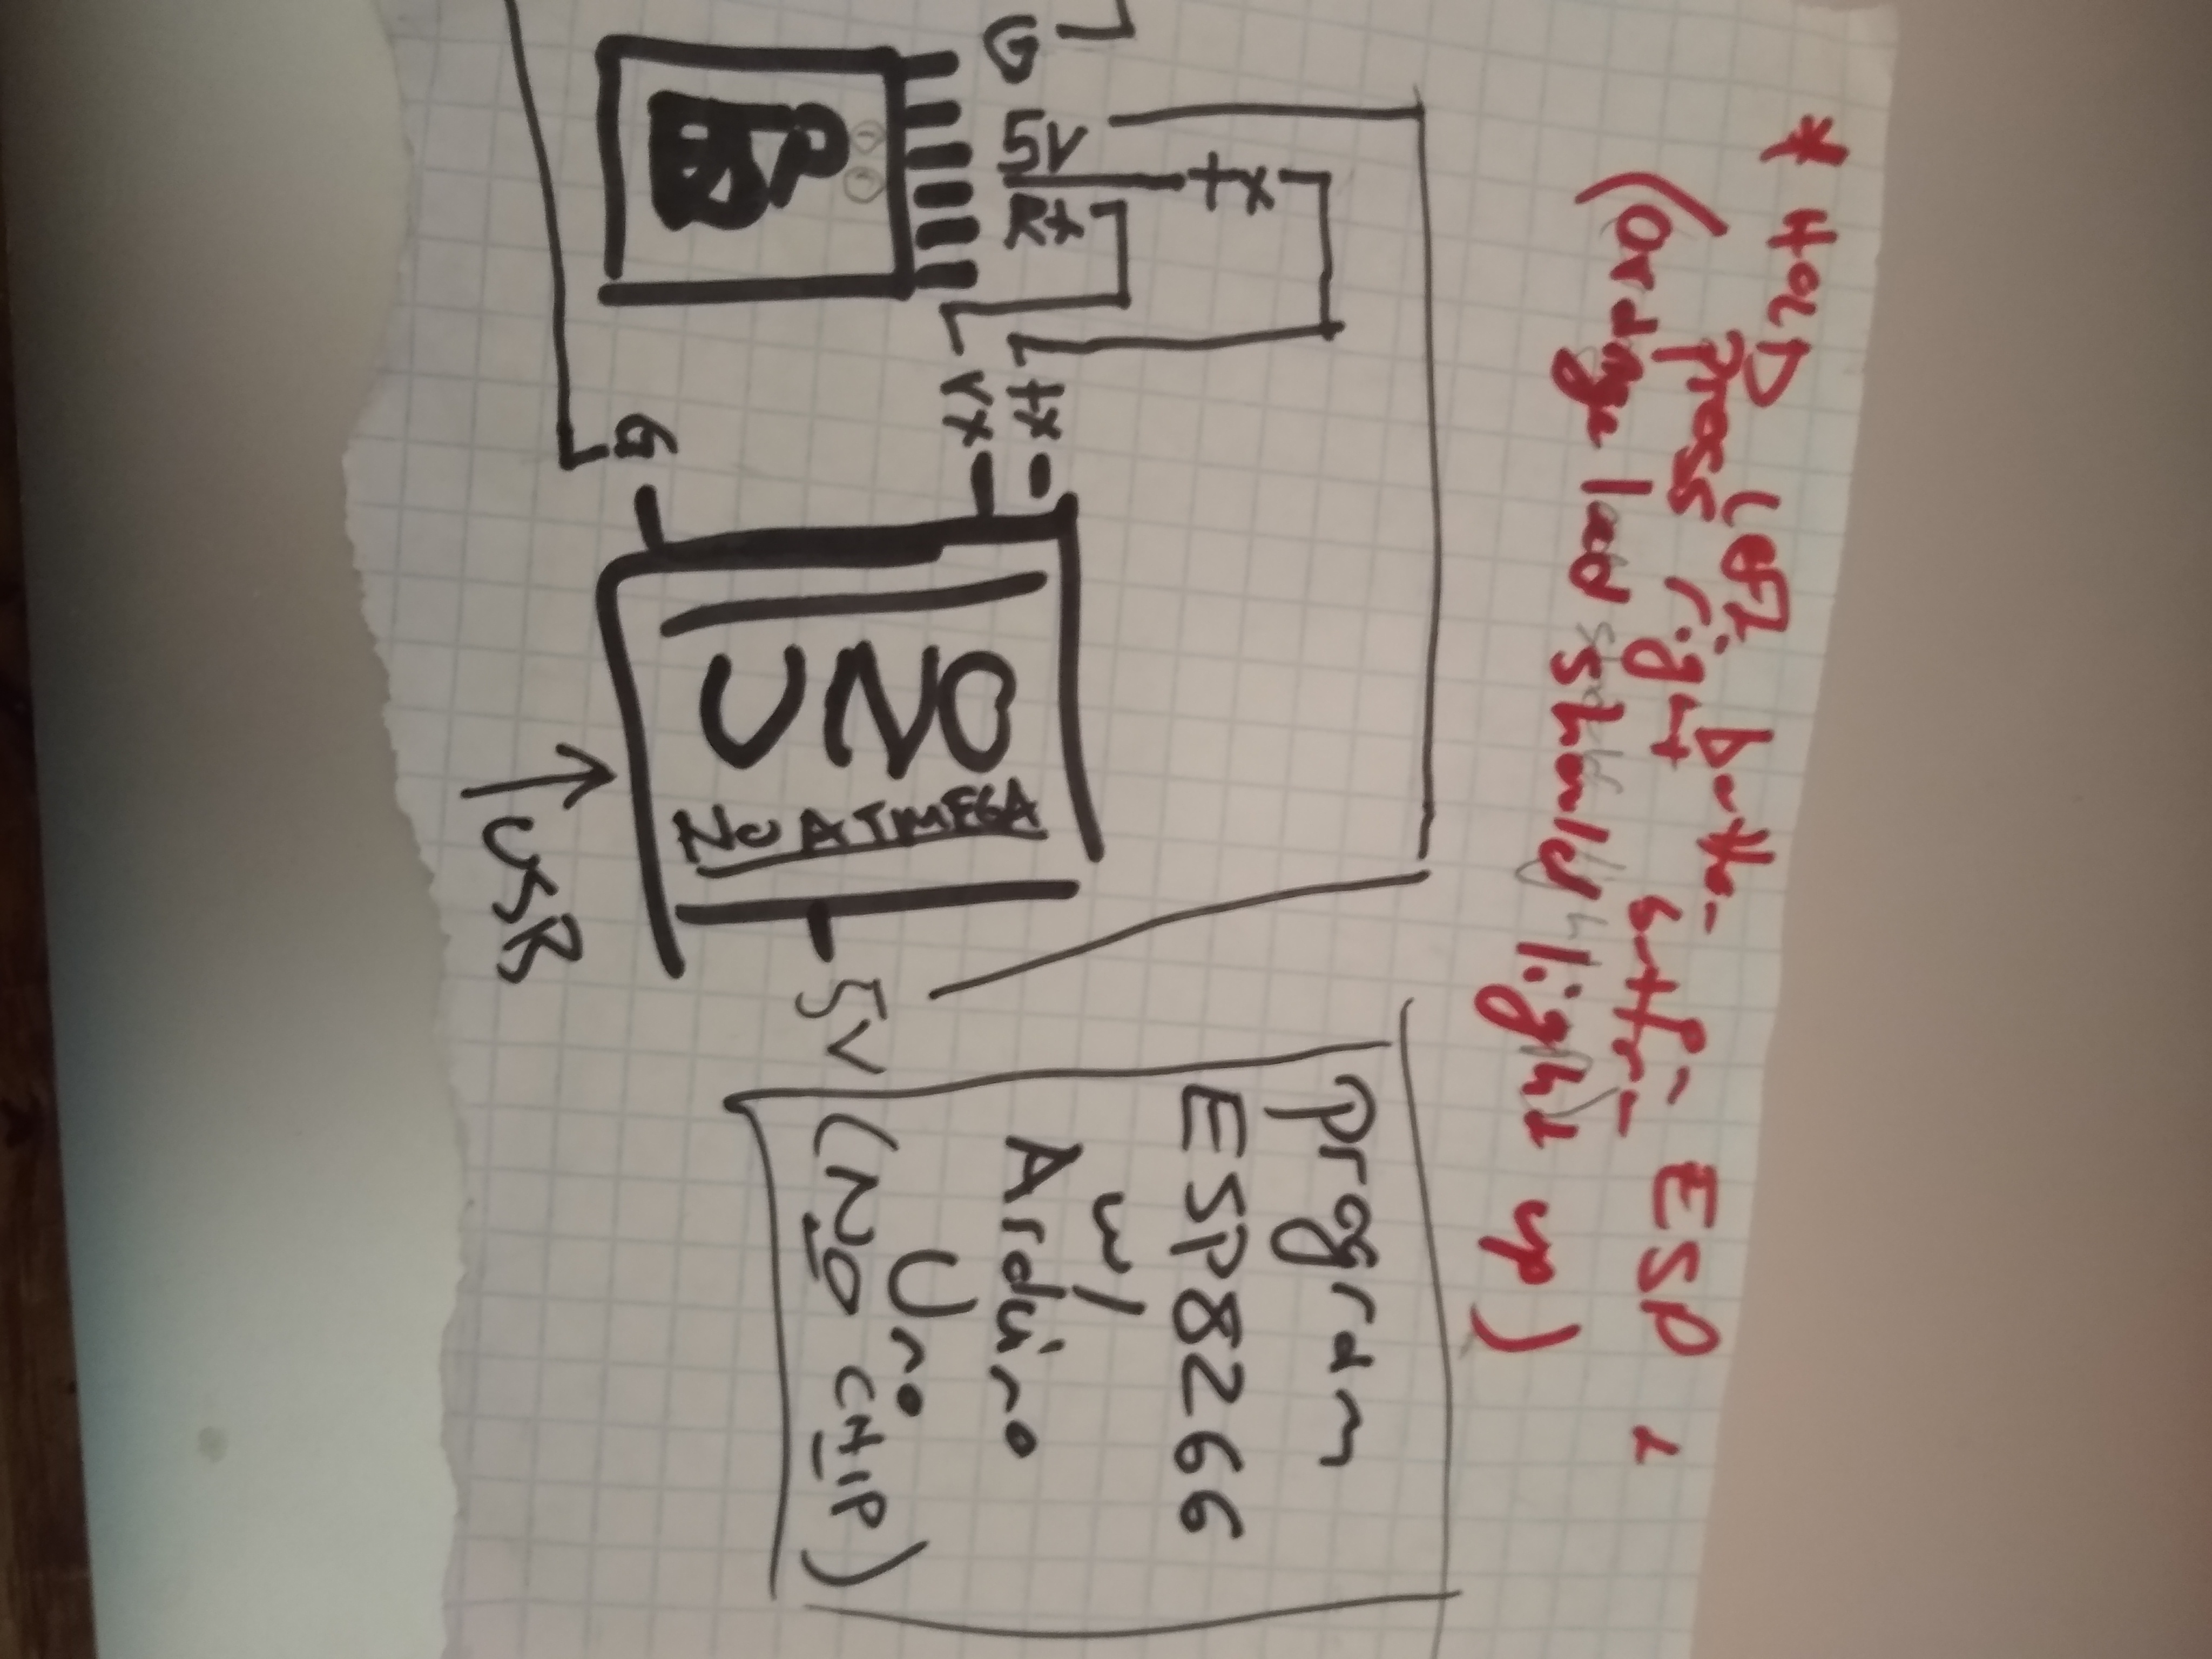 * HOLD LEFT button ESP &
press right button
(orange led should light up)
Program
ESP8266
w/
Arduino
Uno
(NO CHIP)
tx
5V
Rx
G
tx
rx
G
UNO
NO ATMEGA
5V
USB